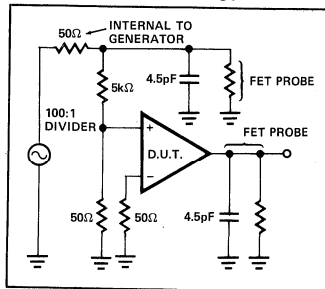 50Ω
INTERNAL TO
GENERATOR
4.5pF
FET PROBE
5kΩ
100:1
DIVIDER
+
D.U.T.
−
FET PROBE
50Ω
50Ω
4.5pF